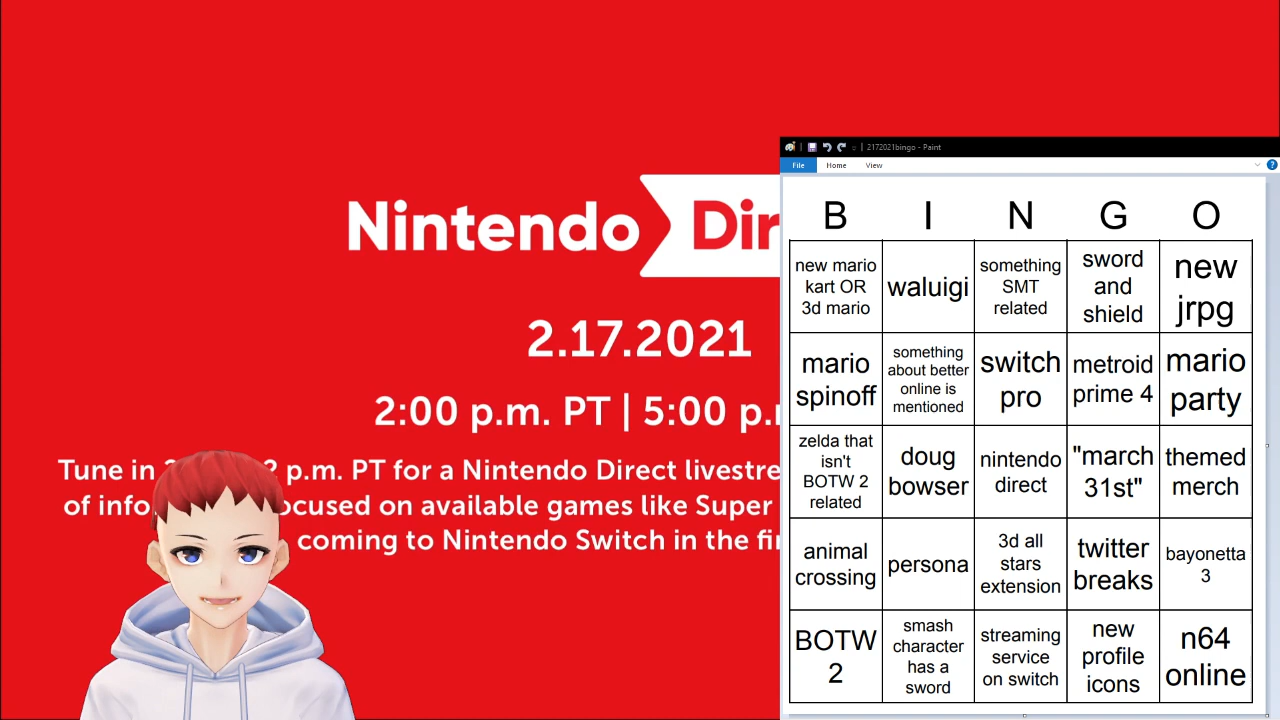 Nintendo Dir
2.17.2021
2:00 p.m. PT | 5:00 p.
Tune in 2 p.m. PT for a Nintendo Direct livestre
of info ocused on available games like Super
coming to Nintendo Switch in the fi
2172021bingo - Paint
File Home View
B I N G O
new mario
kart OR
3d mario
waluigi
something
SMT
related
sword
and
shield
new
jrpg
mario
spinoff
something
about better
online is
mentioned
switch
pro
metroid
prime 4
mario
party
zelda that
isn't
BOTW 2
related
doug
bowser
nintendo
direct
"march
31st"
themed
merch
animal
crossing
persona
3d all
stars
extension
twitter
breaks
bayonetta
3
BOTW
2
smash
character
has a
sword
streaming
service
on switch
new
profile
icons
n64
online